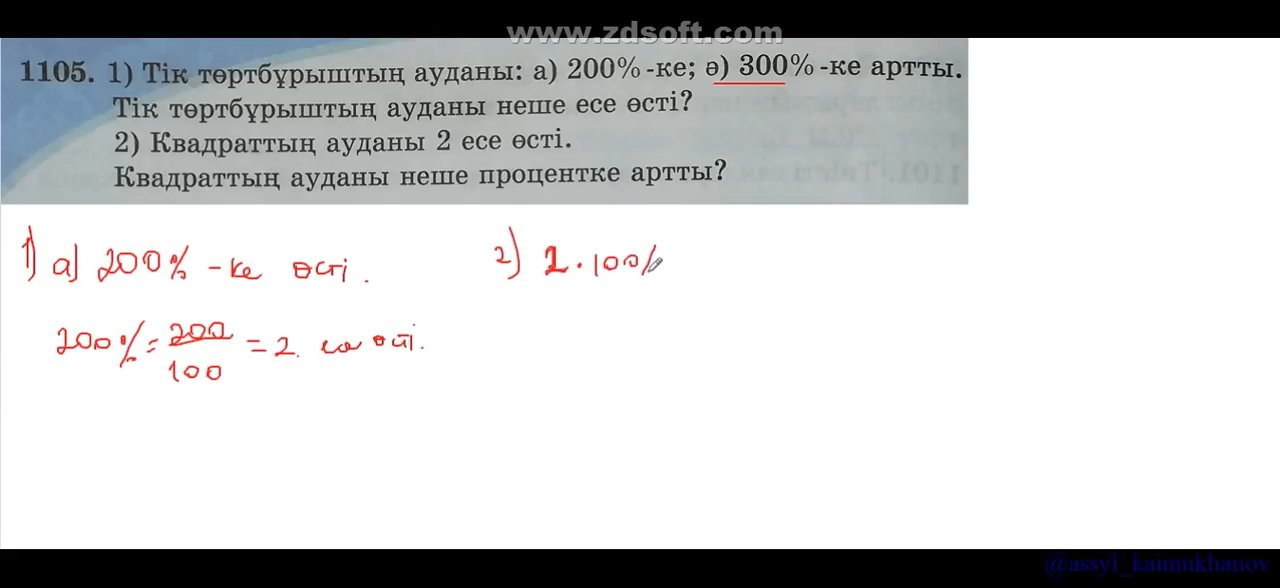 www.zdsoft.com
1105. 1) Тік төртбұрыштың ауданы: а) 200%-ке; ә) 300%-ке артты.
Тік төртбұрыштың ауданы неше есе өсті?
2) Квадраттың ауданы 2 есе өсті.
Квадраттың ауданы неше процентке артты?
1) а) 200% -ке өсті.
200% = 200/100 = 2 есе өсті.
2) 2 · 100%
@assyl_kaimukhanov